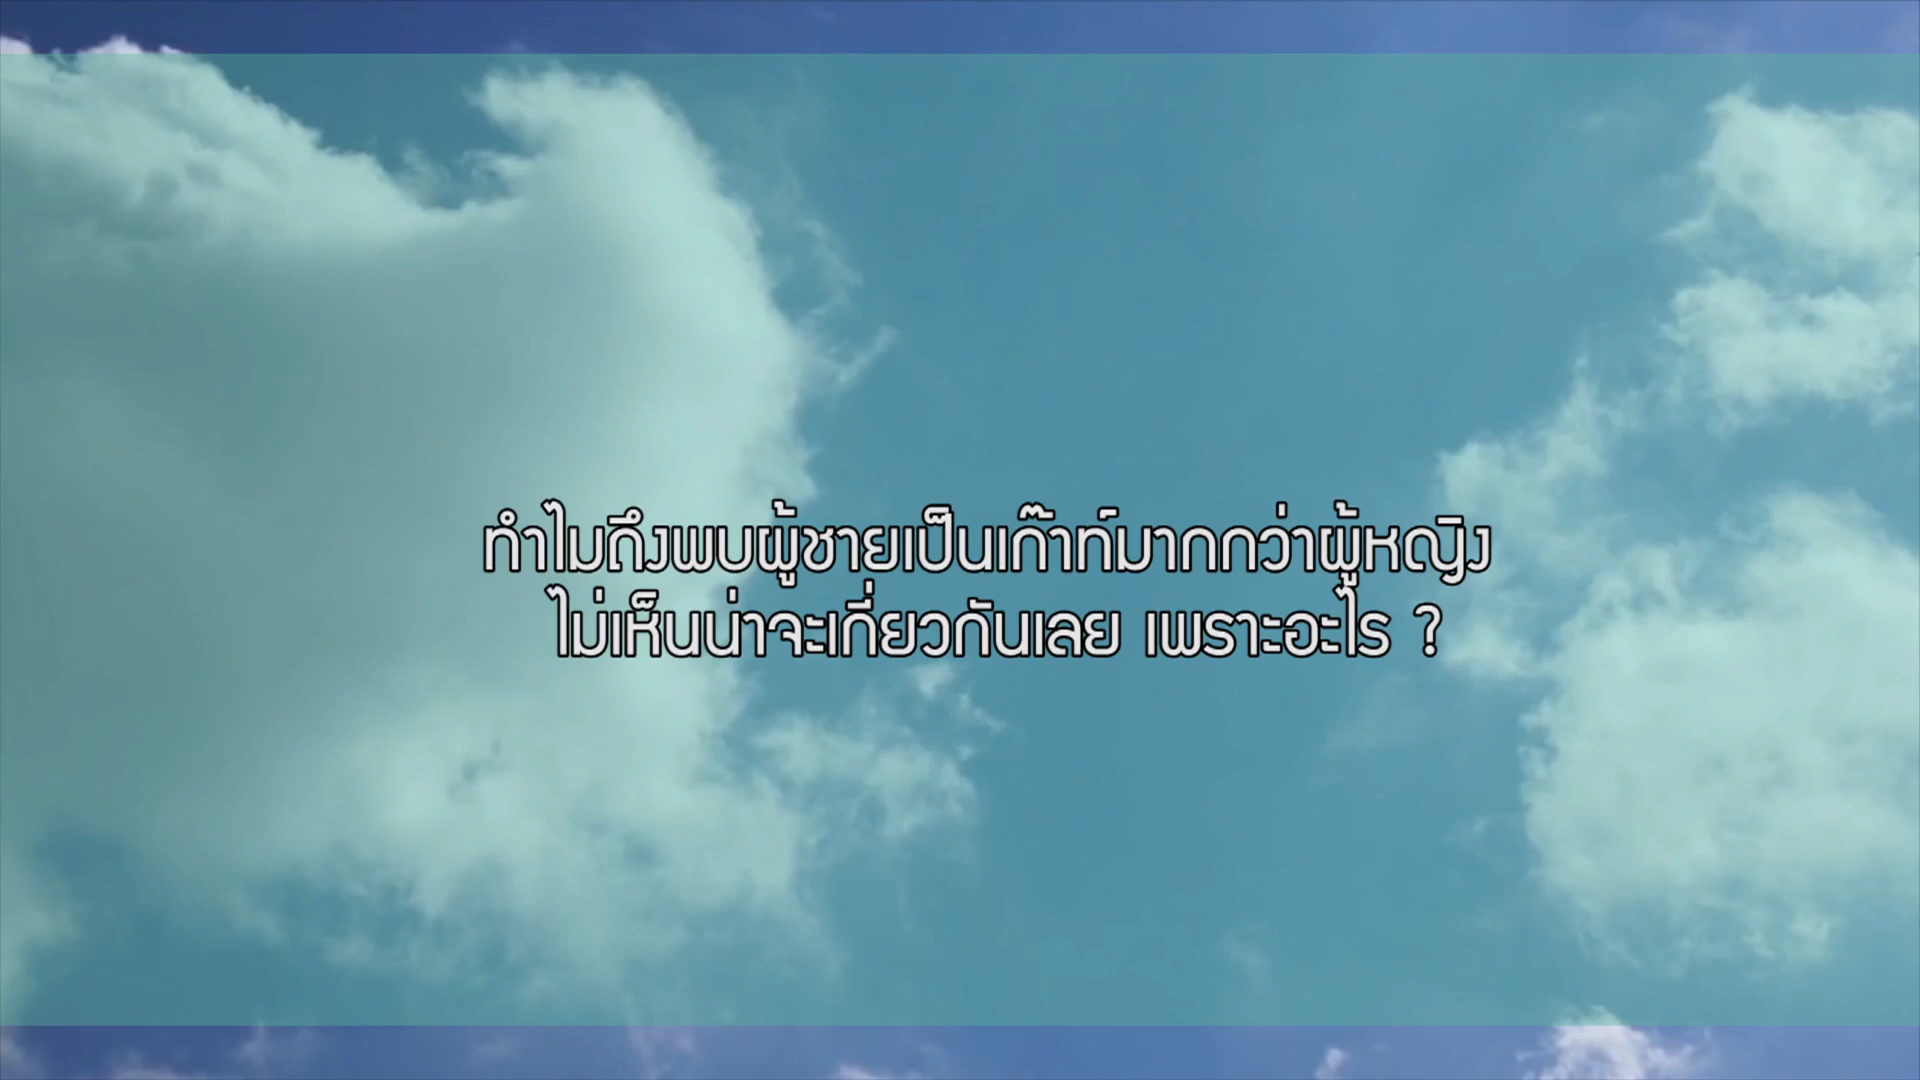 ทำไมถึงพบผู้ชายเป็นเก๊าท์มากกว่าผู้หญิง
ไม่เห็นน่าจะเกี่ยวกันเลย เพราะอะไร ?